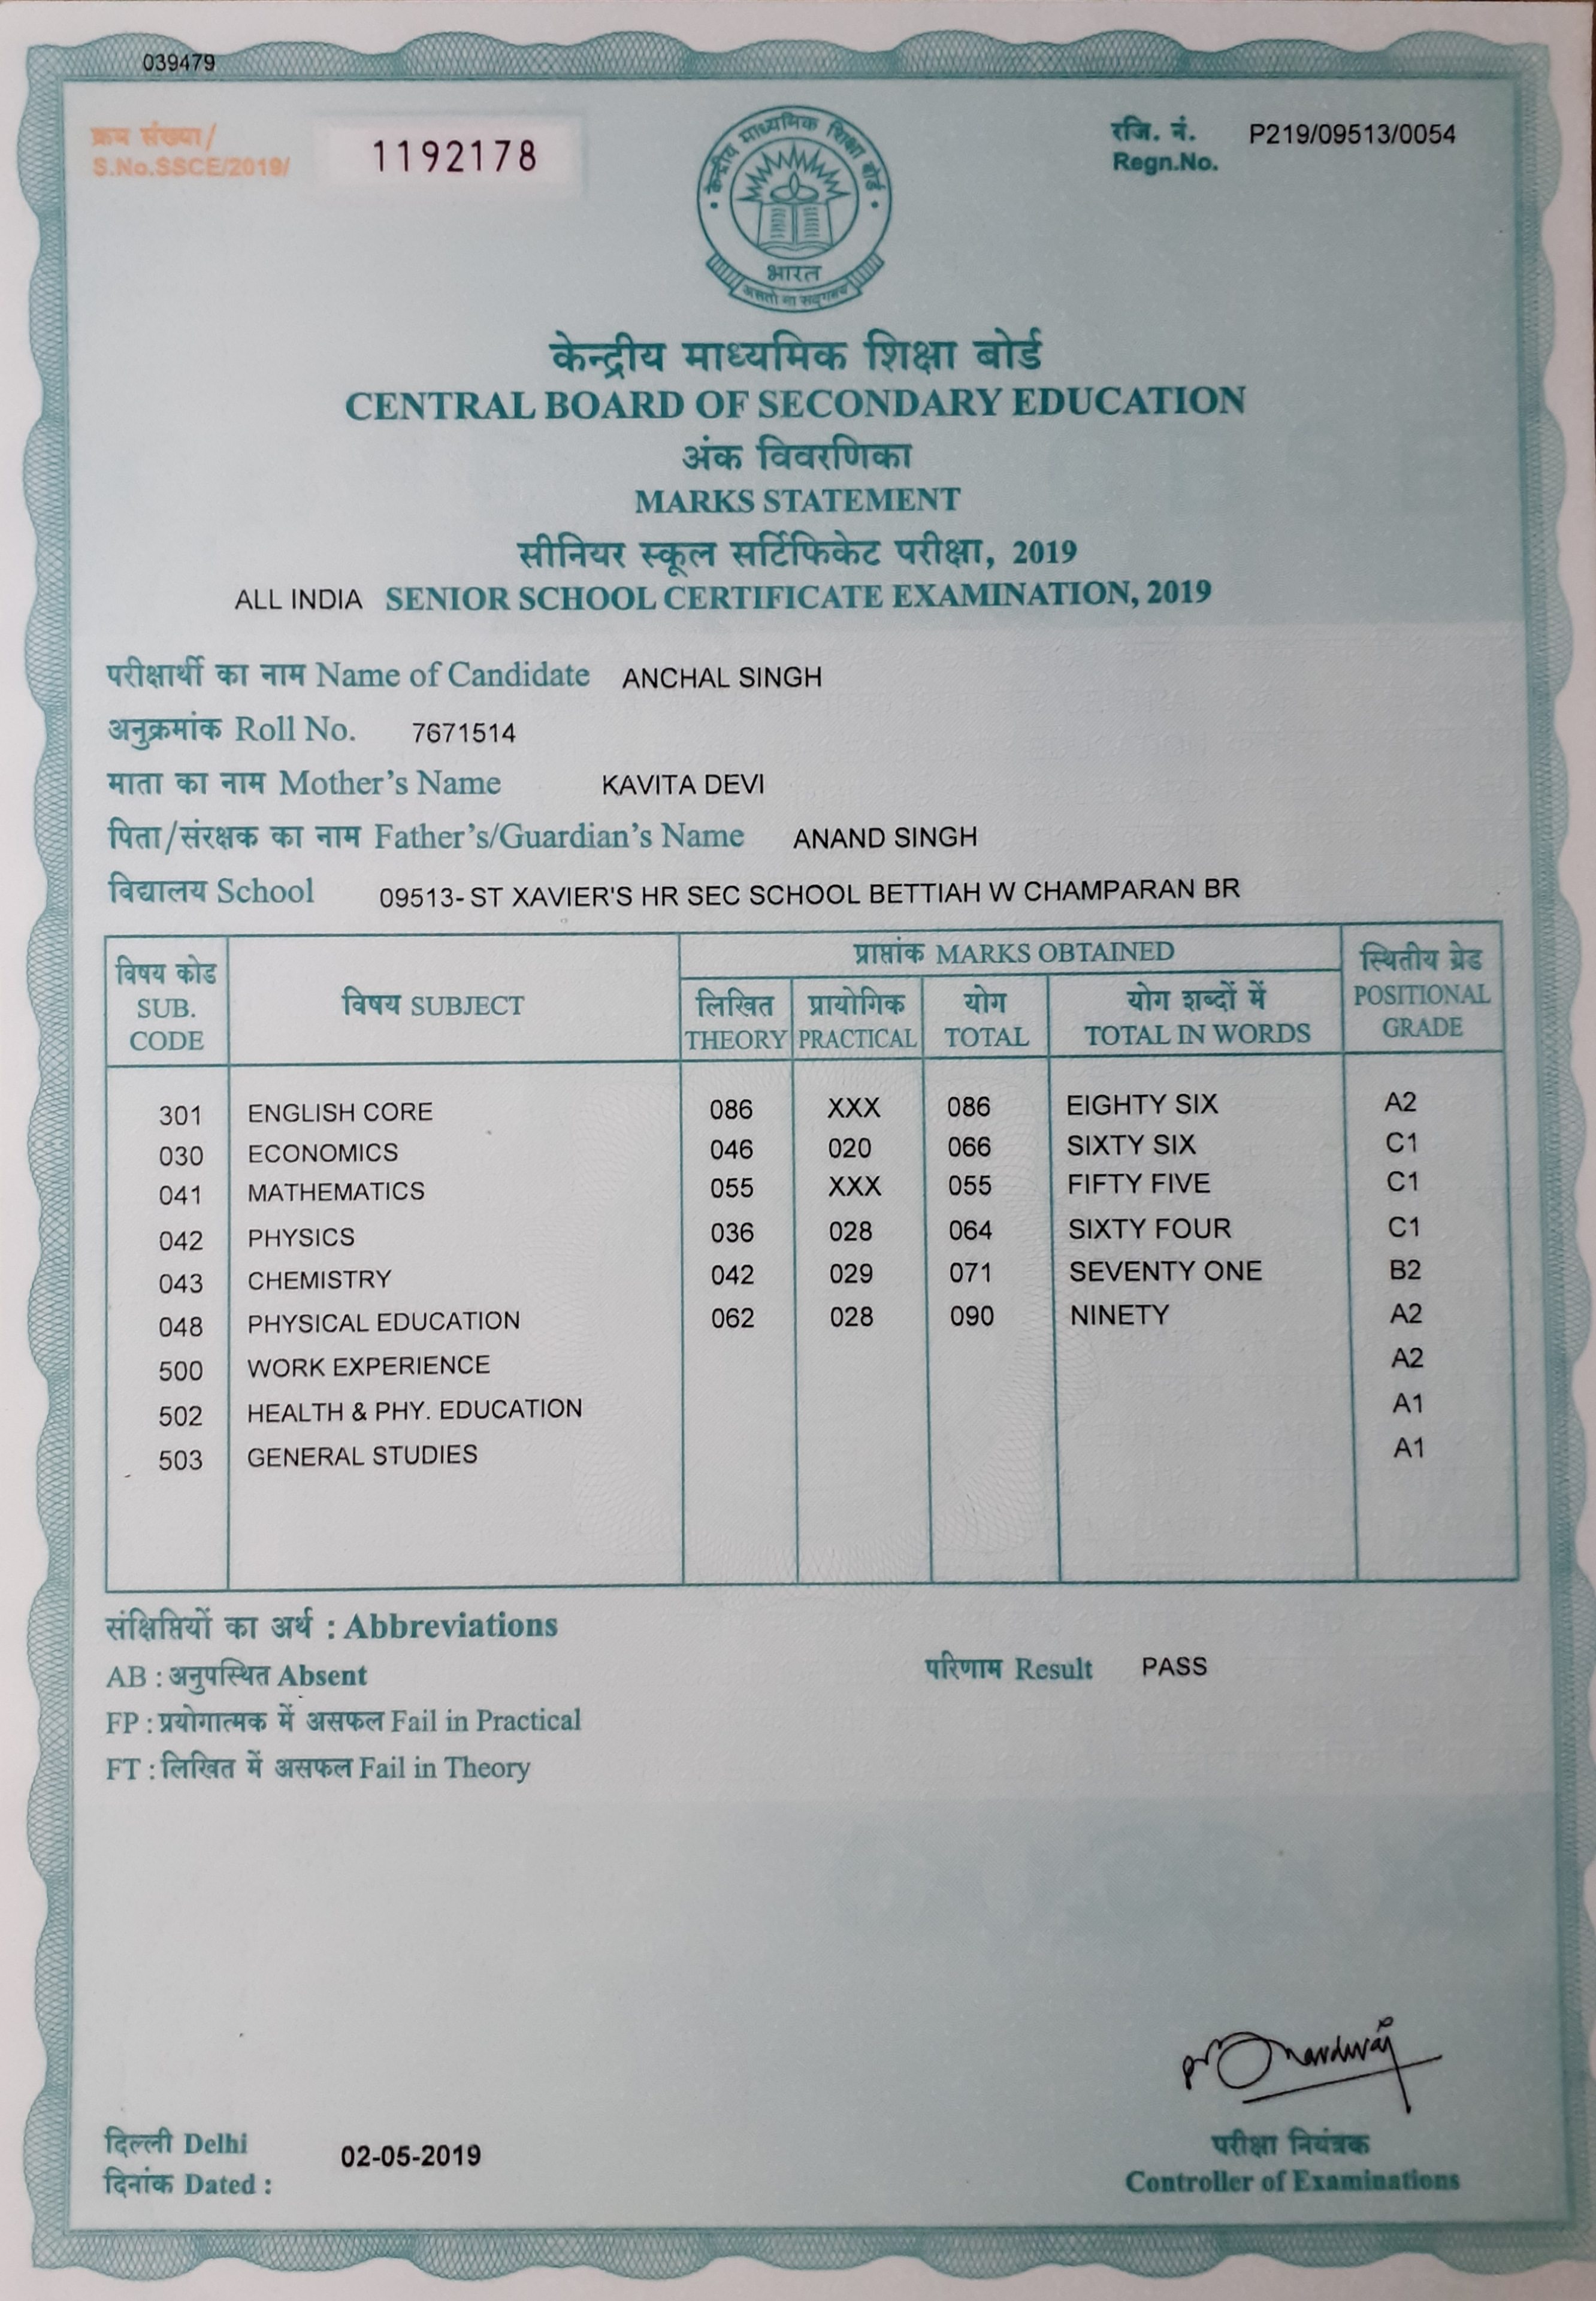 039479
क्रम संख्या/
S.No.SSCE/2019/ 1192178
रजि. नं.
Regn.No. P219/09513/0054
केन्द्रीय माध्यमिक शिक्षा बोर्ड
भारत
असतो मा सद्गमय
केन्द्रीय माध्यमिक शिक्षा बोर्ड
CENTRAL BOARD OF SECONDARY EDUCATION
अंक विवरणिका
MARKS STATEMENT
सीनियर स्कूल सर्टिफिकेट परीक्षा, 2019
ALL INDIA SENIOR SCHOOL CERTIFICATE EXAMINATION, 2019
परीक्षार्थी का नाम Name of Candidate ANCHAL SINGH
अनुक्रमांक Roll No. 7671514
माता का नाम Mother's Name KAVITA DEVI
पिता/संरक्षक का नाम Father's/Guardian's Name ANAND SINGH
विद्यालय School 09513- ST XAVIER'S HR SEC SCHOOL BETTIAH W CHAMPARAN BR
विषय कोड
SUB.
CODE
विषय SUBJECT
प्राप्तांक MARKS OBTAINED
लिखित
THEORY
प्रायोगिक
PRACTICAL
योग
TOTAL
योग शब्दों में
TOTAL IN WORDS
स्थितीय ग्रेड
POSITIONAL
GRADE
301 ENGLISH CORE 086 XXX 086 EIGHTY SIX A2
030 ECONOMICS 046 020 066 SIXTY SIX C1
041 MATHEMATICS 055 XXX 055 FIFTY FIVE C1
042 PHYSICS 036 028 064 SIXTY FOUR C1
043 CHEMISTRY 042 029 071 SEVENTY ONE B2
048 PHYSICAL EDUCATION 062 028 090 NINETY A2
500 WORK EXPERIENCE A2
502 HEALTH & PHY. EDUCATION A1
503 GENERAL STUDIES A1
संक्षिप्तियों का अर्थ : Abbreviations
AB : अनुपस्थित Absent
परिणाम Result PASS
FP : प्रयोगात्मक में असफल Fail in Practical
FT : लिखित में असफल Fail in Theory
दिल्ली Delhi
दिनांक Dated : 02-05-2019
परीक्षा नियंत्रक
Controller of Examinations